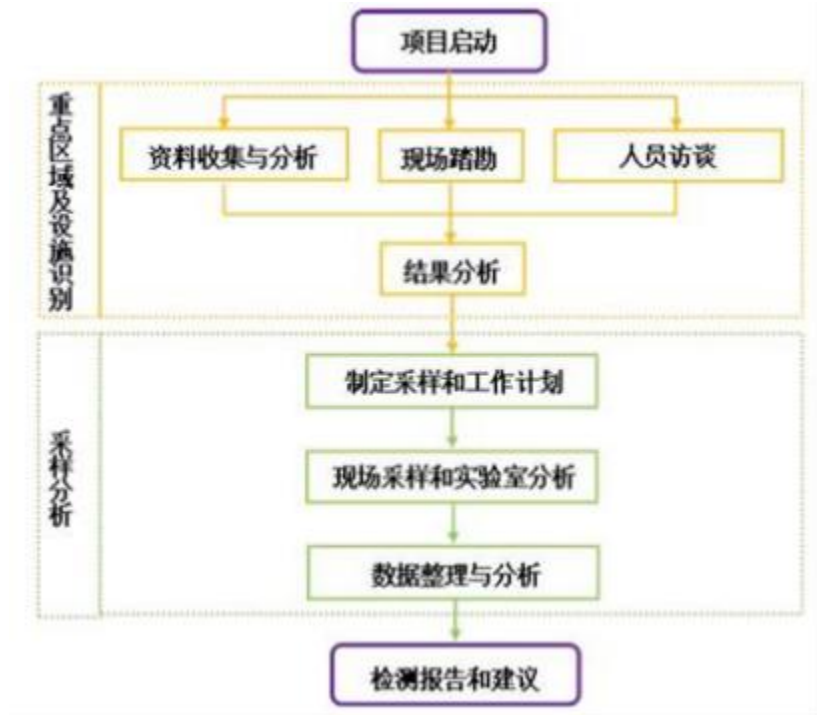 项目启动
重点区域及设施识别
资料收集与分析
现场踏勘
人员访谈
结果分析
采样分析
制定采样和工作计划
现场采样和实验室分析
数据整理与分析
检测报告和建议